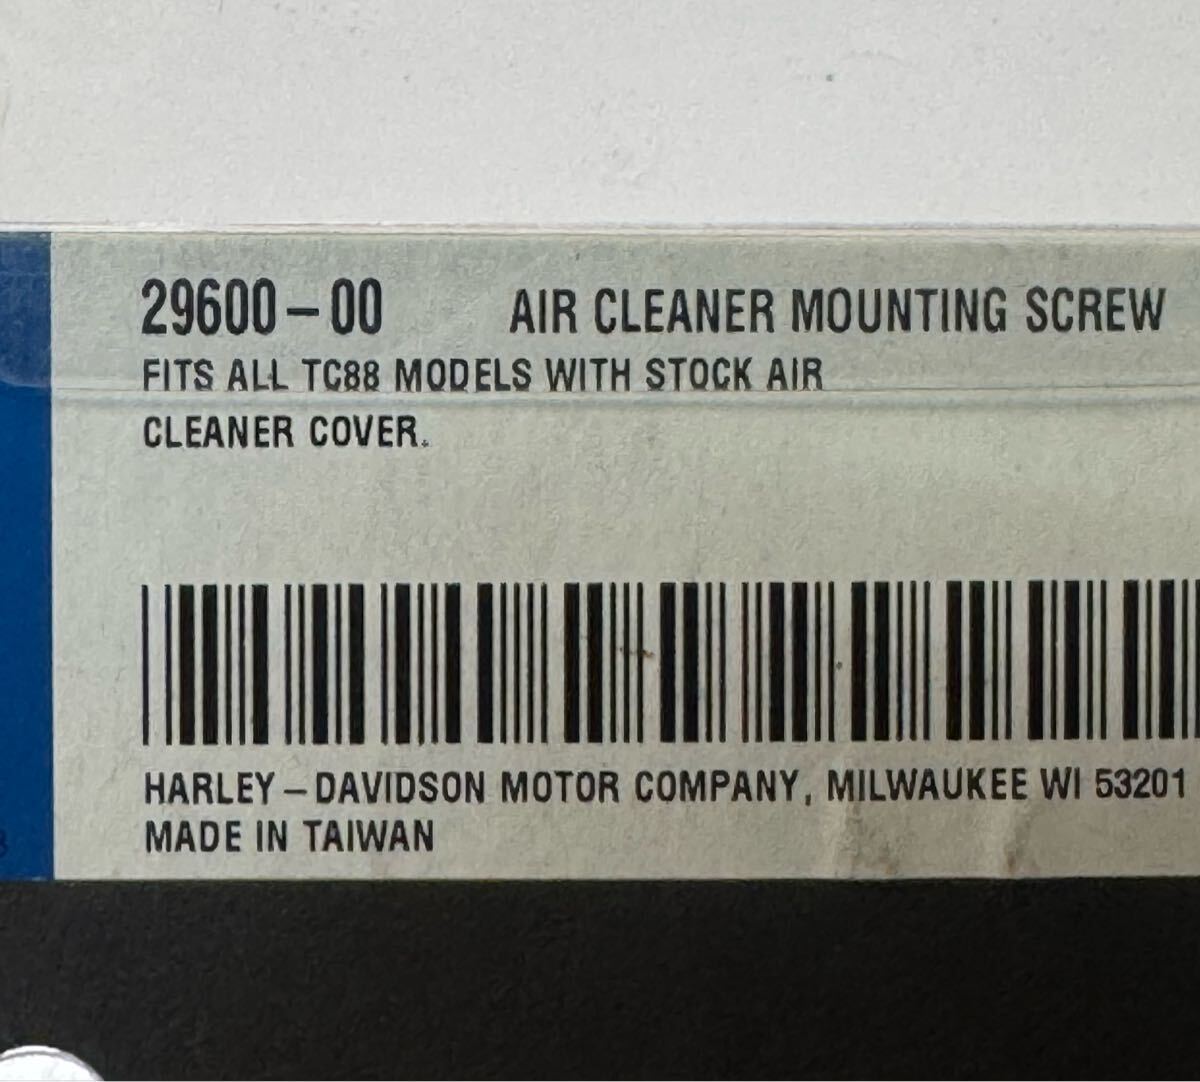 29600-00 AIR CLEANER MOUNTING SCREW
FITS ALL TC88 MODELS WITH STOCK AIR
CLEANER COVER.
HARLEY-DAVIDSON MOTOR COMPANY, MILWAUKEE WI 53201
MADE IN TAIWAN